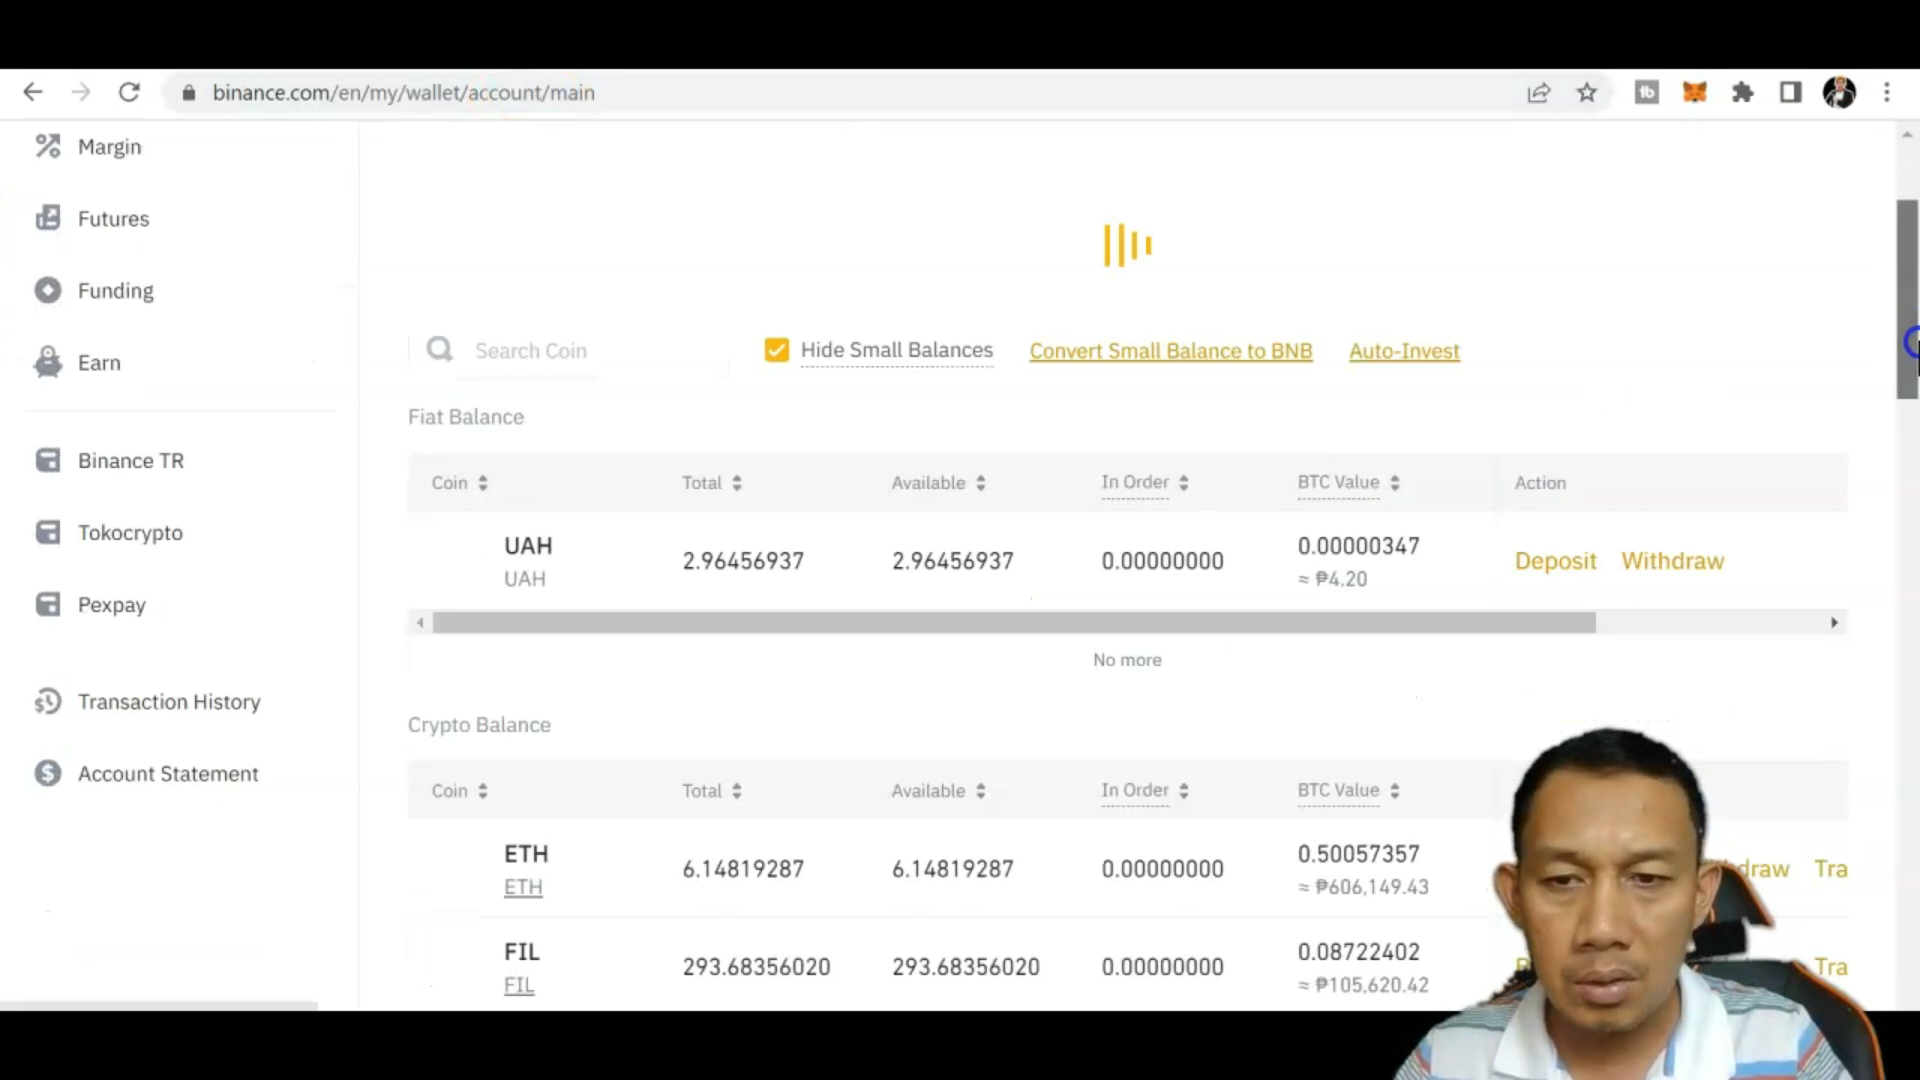 binance.com/en/my/wallet/account/main
tb
Margin
Futures
Funding
Earn
Binance TR
Tokocrypto
Pexpay
Transaction History
Account Statement
Search Coin
Hide Small Balances
Convert Small Balance to BNB
Auto-Invest
Fiat Balance
Coin Total Available In Order BTC Value Action
UAH 2.96456937 2.96456937 0.00000000 0.00000347 Deposit Withdraw
UAH ≈ ₱4.20
No more
Crypto Balance
Coin Total Available In Order BTC Value
ETH 6.14819287 6.14819287 0.00000000 0.50057357 draw Tra
ETH ≈ ₱606,149.43
FIL 293.68356020 293.68356020 0.00000000 0.08722402 Tra
FIL ≈ ₱105,620.42